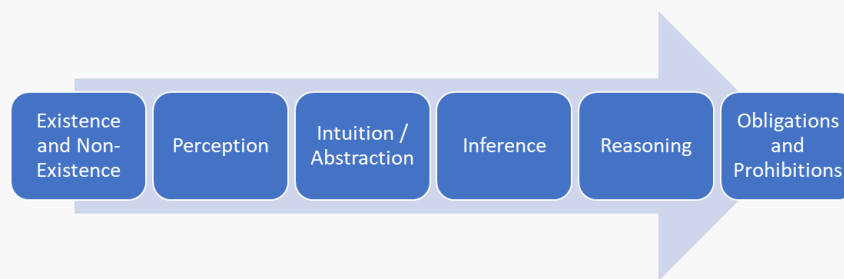 Existence
and Non-
Existence
Perception
Intuition /
Abstraction
Inference
Reasoning
Obligations
and
Prohibitions